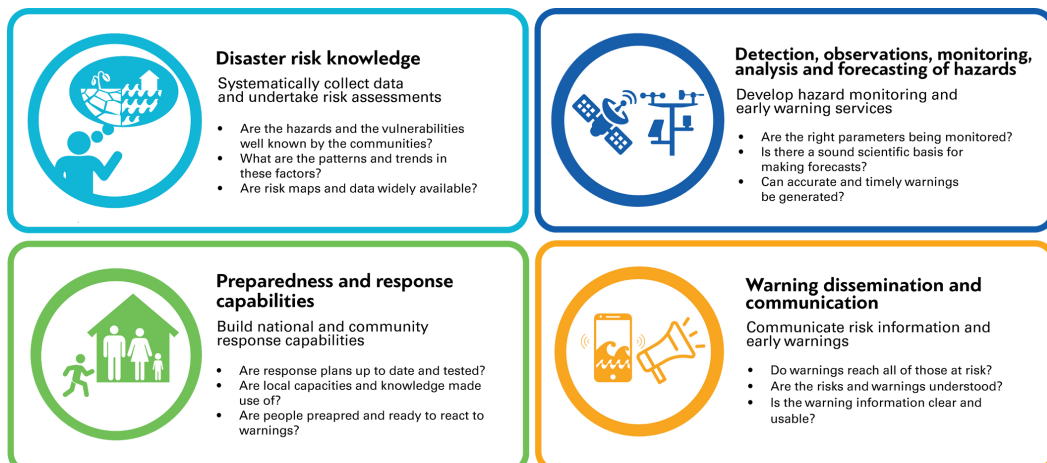 Disaster risk knowledge
Systematically collect data
and undertake risk assessments
• Are the hazards and the vulnerabilities
well known by the communities?
• What are the patterns and trends in
these factors?
• Are risk maps and data widely available?
Detection, observations, monitoring,
analysis and forecasting of hazards
Develop hazard monitoring and
early warning services
• Are the right parameters being monitored?
• Is there a sound scientific basis for
making forecasts?
• Can accurate and timely warnings
be generated?
Preparedness and response
capabilities
Build national and community
response capabilities
• Are response plans up to date and tested?
• Are local capacities and knowledge made
use of?
• Are people preapred and ready to react to
warnings?
Warning dissemination and
communication
Communicate risk information and
early warnings
• Do warnings reach all of those at risk?
• Are the risks and warnings understood?
• Is the warning information clear and
usable?